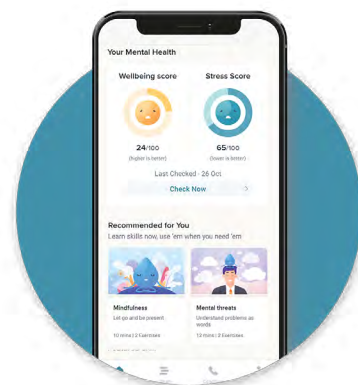 Your Mental Health
Wellbeing score
Stress Score
24/100
65/100
(higher is better)
(lower is better)
Last Checked - 26 Oct
Check Now
Recommended for You
Learn skills now, use 'em when you need 'em
Mindfulness
Mental threats
Let go and be present
Understand problems as words
10 mins | 2 Exercises
12 mins | 2 Exercises